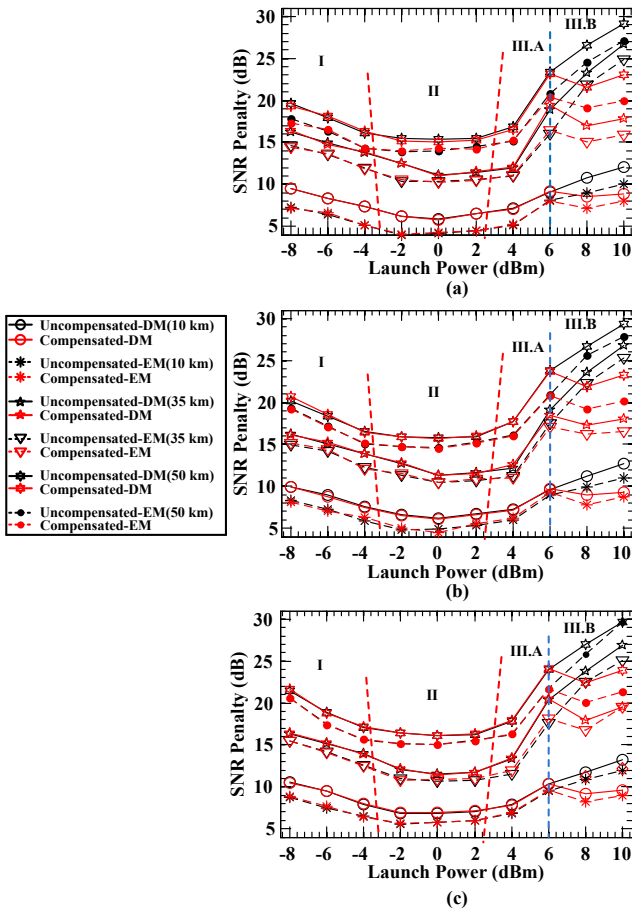 30
25
20
15
10
5
SNR Penalty (dB)
I
II
III.A
III.B
-8 -6 -4 -2 0 2 4 6 8 10
Launch Power (dBm)
(a)
Uncompensated-DM(10 km)
Compensated-DM
Uncompensated-EM(10 km)
Compensated-EM
Uncompensated-DM(35 km)
Compensated-DM
Uncompensated-EM(35 km)
Compensated-EM
Uncompensated-DM(50 km)
Compensated-DM
Uncompensated-EM(50 km)
Compensated-EM
30
25
20
15
10
5
SNR Penalty (dB)
I
II
III.A
III.B
-8 -6 -4 -2 0 2 4 6 8 10
Launch Power (dBm)
(b)
30
25
20
15
10
5
SNR Penalty (dB)
I
II
III.A
III.B
-8 -6 -4 -2 0 2 4 6 8 10
Launch Power (dBm)
(c)